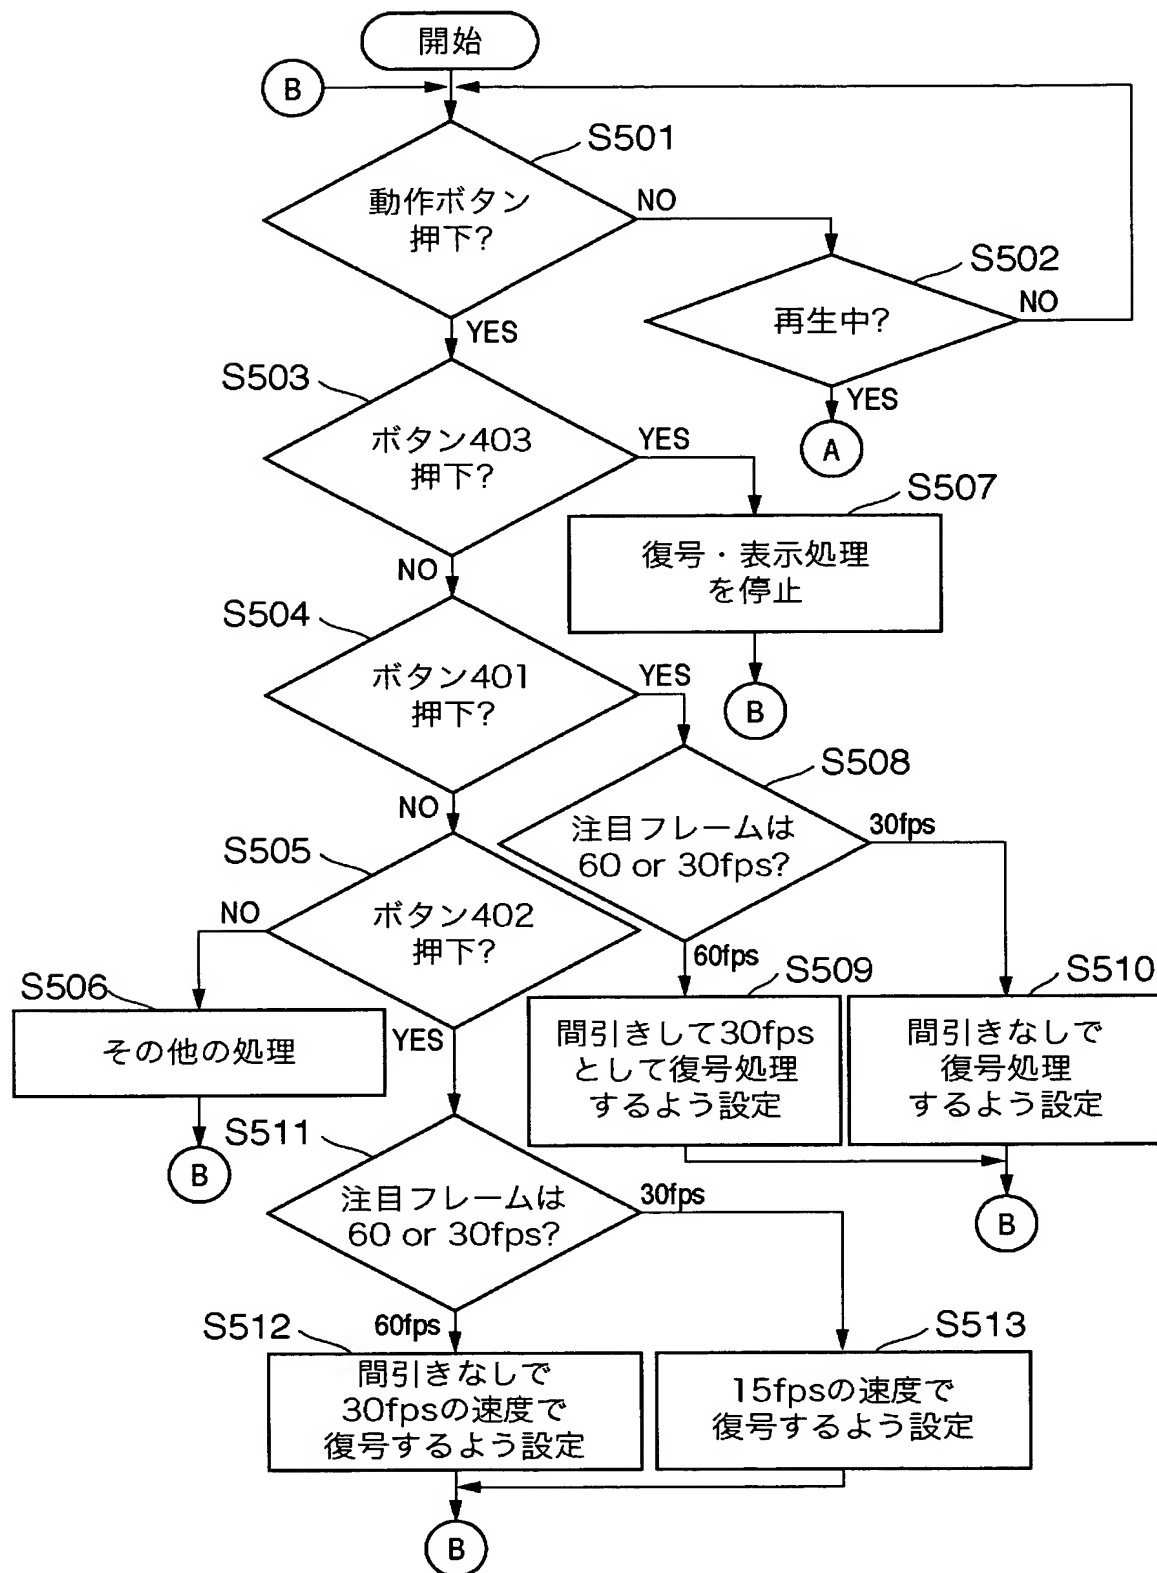 開始
B
S501
動作ボタン
押下?
NO
S502
再生中?
NO
YES
YES
A
S503
ボタン403
押下?
YES
S507
復号・表示処理
を停止
NO
B
S504
ボタン401
押下?
YES
S508
注目フレームは
60 or 30fps?
30fps
NO
60fps
S505
ボタン402
押下?
NO
S509
間引きして30fps
として復号処理
するよう設定
S510
間引きなしで
復号処理
するよう設定
S506
その他の処理
YES
B
B
S511
注目フレームは
60 or 30fps?
30fps
60fps
S512
間引きなしで
30fpsの速度で
復号するよう設定
S513
15fpsの速度で
復号するよう設定
B